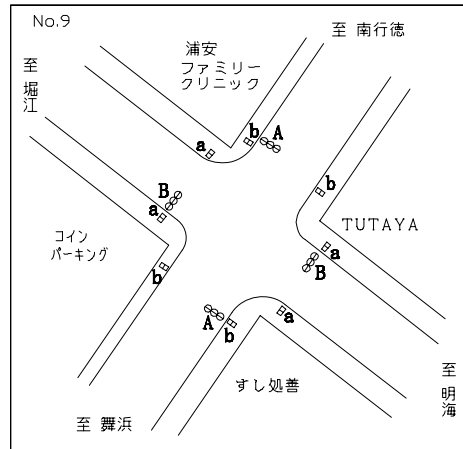 No.9
至 南行徳
浦安
ファミリー
クリニック
至 堀江
a
b
A
B
b
a
TUTAYA
a
B
コイン
パーキング
b
A
b
a
すし処善
至 明海
至 舞浜